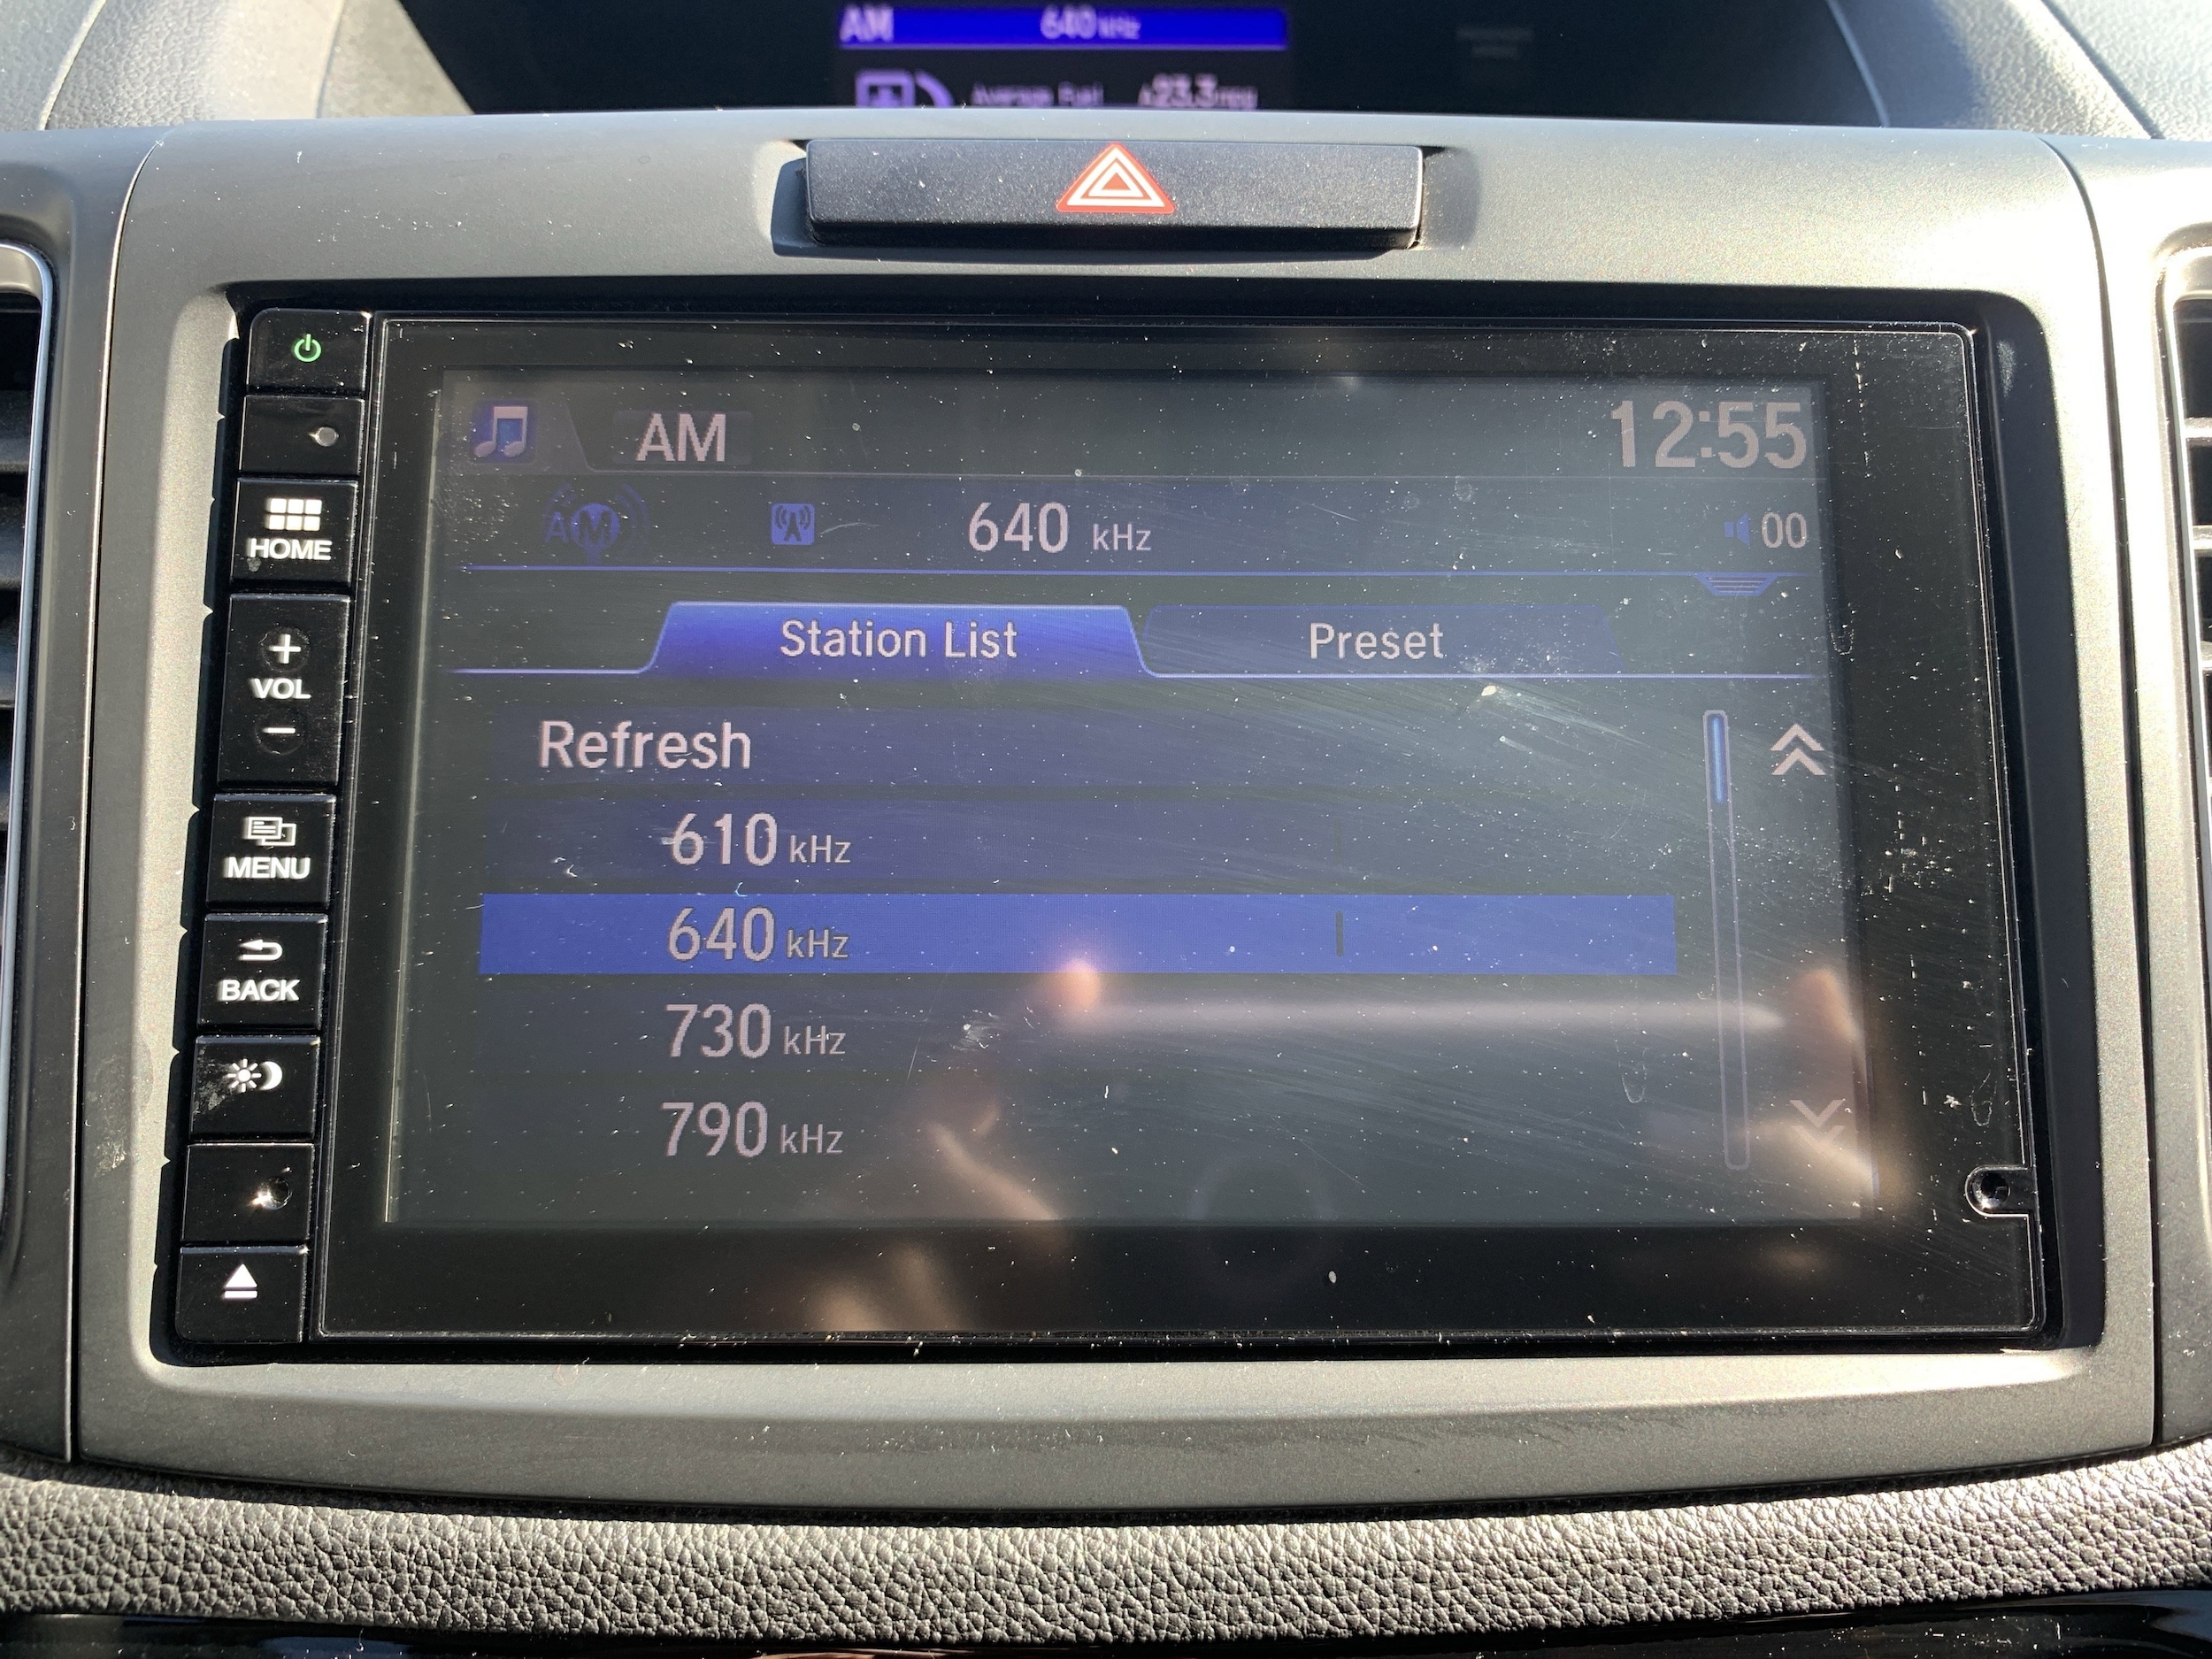 AM 640 kHz
Average Fuel 23.3 mpg
AM 12:55
AM 640 kHz 00
Station List Preset
HOME
Refresh
+
VOL
−
610 kHz
MENU
640 kHz
BACK
730 kHz
790 kHz